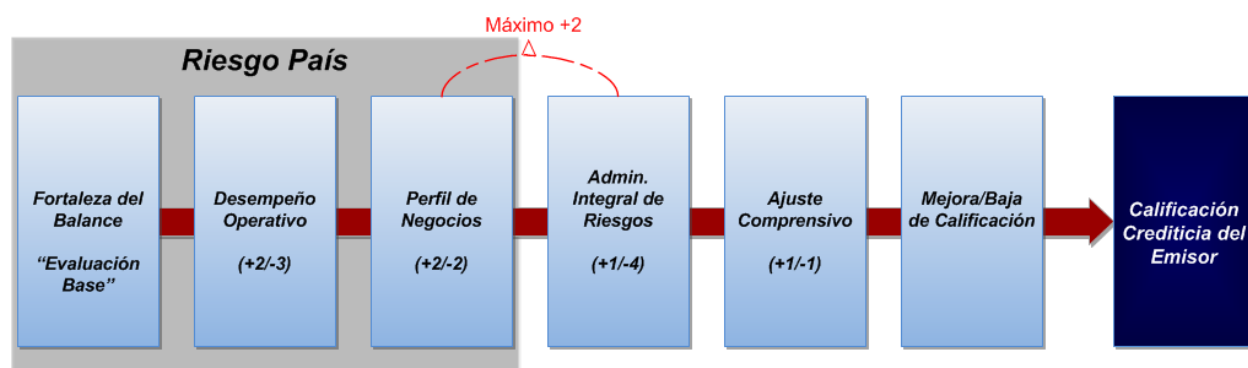 Máximo +2
Riesgo País
Fortaleza del
Balance
“Evaluación
Base”
Desempeño
Operativo
(+2/-3)
Perfil de
Negocios
(+2/-2)
Admin.
Integral de
Riesgos
(+1/-4)
Ajuste
Comprensivo
(+1/-1)
Mejora/Baja
de Calificación
Calificación
Crediticia del
Emisor